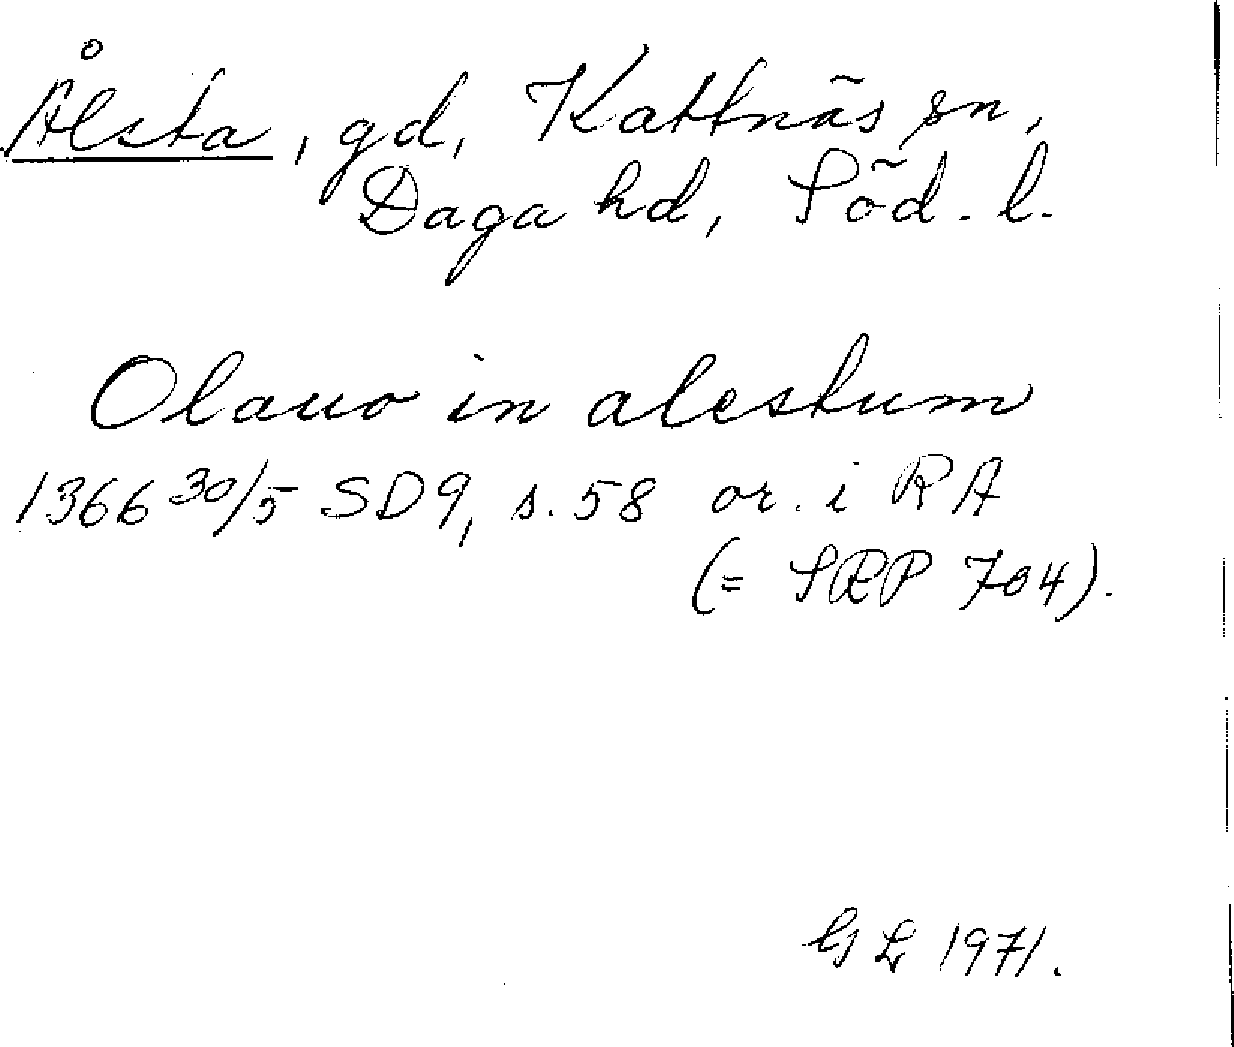 Ålsta, gd, Kattnäs sn,
Daga hd, Söd. l.
Olauo in alestum
1366 30/5 SD9, s. 58 or. i RA
(= SRP 704).
GL 1971.